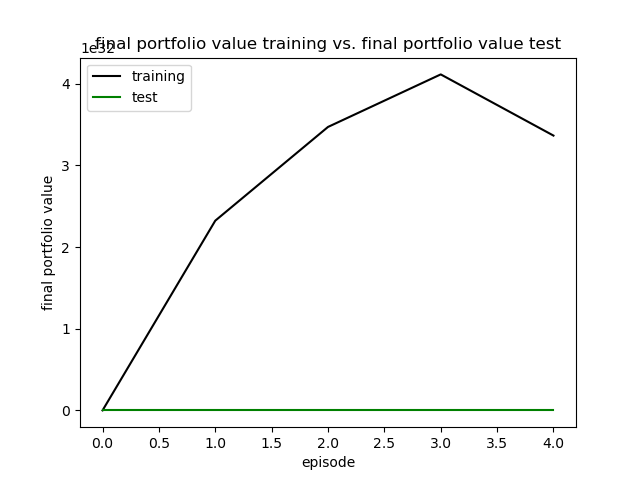 final portfolio value training vs. final portfolio value test
1e32
training
test
4
3
2
1
0
final portfolio value
0.0 0.5 1.0 1.5 2.0 2.5 3.0 3.5 4.0
episode